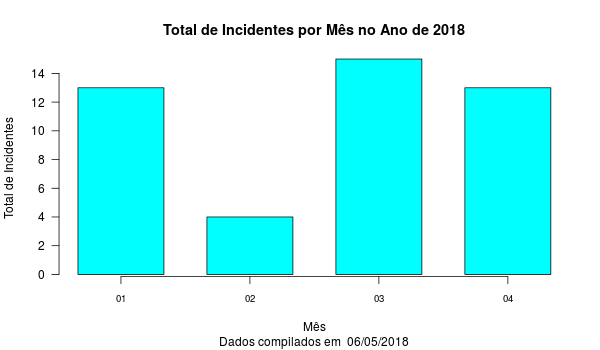 Total de Incidentes por Mês no Ano de 2018
Total de Incidentes
14
12
10
8
6
4
2
0
01 02 03 04
Mês
Dados compilados em  06/05/2018